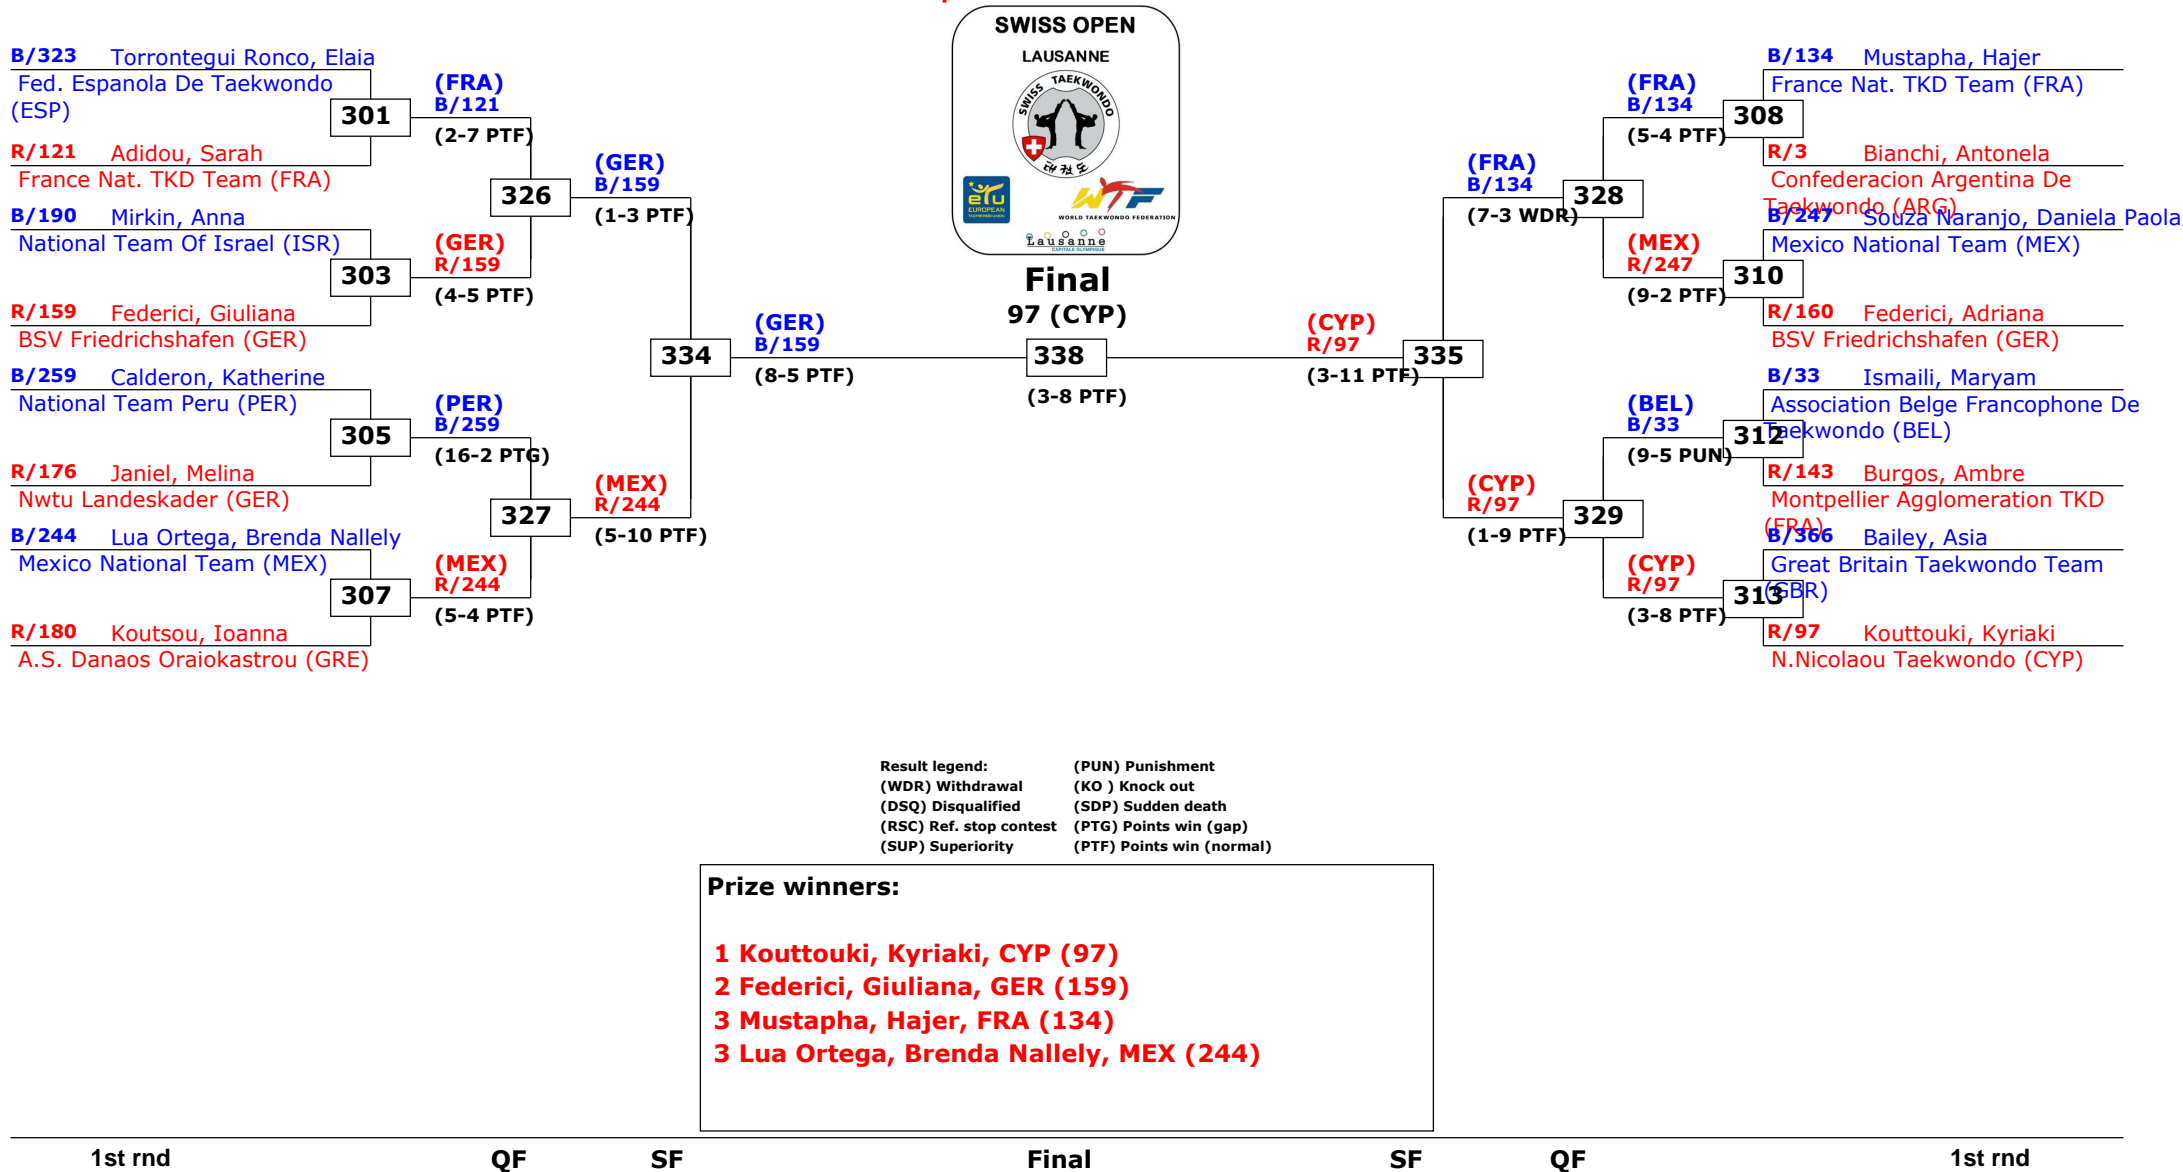 SWISS OPEN
LAUSANNE
SWISS TAEKWONDO
태권도
etu
EUROPEAN
TAEKWONDO UNION
WTF
WORLD TAEKWONDO FEDERATION
Lausanne
CAPITALE OLYMPIQUE
Final
97 (CYP)
338
(3-8 PTF)
B/323 Torrontegui Ronco, Elaia
Fed. Espanola De Taekwondo
(ESP)
301
R/121 Adidou, Sarah
France Nat. TKD Team (FRA)
B/190 Mirkin, Anna
National Team Of Israel (ISR)
303
R/159 Federici, Giuliana
BSV Friedrichshafen (GER)
B/259 Calderon, Katherine
National Team Peru (PER)
305
R/176 Janiel, Melina
Nwtu Landeskader (GER)
B/244 Lua Ortega, Brenda Nallely
Mexico National Team (MEX)
307
R/180 Koutsou, Ioanna
A.S. Danaos Oraiokastrou (GRE)
(FRA)
B/121
(2-7 PTF)
326
(GER)
R/159
(4-5 PTF)
(PER)
B/259
(16-2 PTG)
327
(MEX)
R/244
(5-4 PTF)
(GER)
B/159
(1-3 PTF)
334
(MEX)
R/244
(5-10 PTF)
(GER)
B/159
(8-5 PTF)
(CYP)
R/97
(3-11 PTF)
335
(FRA)
B/134
(7-3 WDR)
328
(CYP)
R/97
(1-9 PTF)
329
(FRA)
B/134
(5-4 PTF)
(MEX)
R/247
(9-2 PTF)
(BEL)
B/33
(9-5 PUN)
(CYP)
R/97
(3-8 PTF)
B/134 Mustapha, Hajer
France Nat. TKD Team (FRA)
308
R/3 Bianchi, Antonela
Confederacion Argentina De
Taekwondo (ARG)
B/247 Souza Naranjo, Daniela Paola
Mexico National Team (MEX)
310
R/160 Federici, Adriana
BSV Friedrichshafen (GER)
B/33 Ismaili, Maryam
Association Belge Francophone De
Taekwondo (BEL)
312
R/143 Burgos, Ambre
Montpellier Agglomeration TKD
(FRA)
B/366 Bailey, Asia
Great Britain Taekwondo Team
(GBR)
313
R/97 Kouttouki, Kyriaki
N.Nicolaou Taekwondo (CYP)
Result legend: (PUN) Punishment
(WDR) Withdrawal (KO ) Knock out
(DSQ) Disqualified (SDP) Sudden death
(RSC) Ref. stop contest (PTG) Points win (gap)
(SUP) Superiority (PTF) Points win (normal)
Prize winners:
1 Kouttouki, Kyriaki, CYP (97)
2 Federici, Giuliana, GER (159)
3 Mustapha, Hajer, FRA (134)
3 Lua Ortega, Brenda Nallely, MEX (244)
1st rnd QF SF Final SF QF 1st rnd